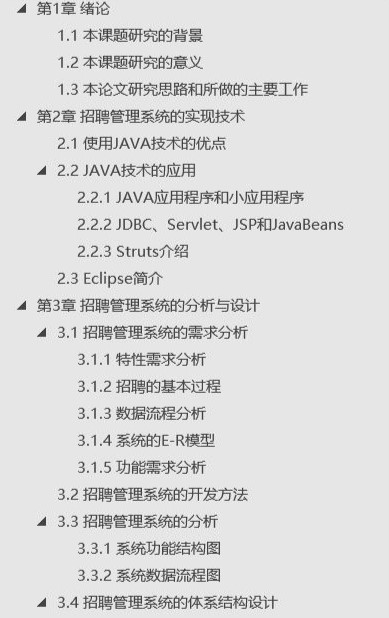 第1章 绪论
1.1 本课题研究的背景
1.2 本课题研究的意义
1.3 本论文研究思路和所做的主要工作
第2章 招聘管理系统的实现技术
2.1 使用JAVA技术的优点
2.2 JAVA技术的应用
2.2.1 JAVA应用程序和小应用程序
2.2.2 JDBC、Servlet、JSP和JavaBeans
2.2.3 Struts介绍
2.3 Eclipse简介
第3章 招聘管理系统的分析与设计
3.1 招聘管理系统的需求分析
3.1.1 特性需求分析
3.1.2 招聘的基本过程
3.1.3 数据流程分析
3.1.4 系统的E-R模型
3.1.5 功能需求分析
3.2 招聘管理系统的开发方法
3.3 招聘管理系统的分析
3.3.1 系统功能结构图
3.3.2 系统数据流程图
3.4 招聘管理系统的体系结构设计